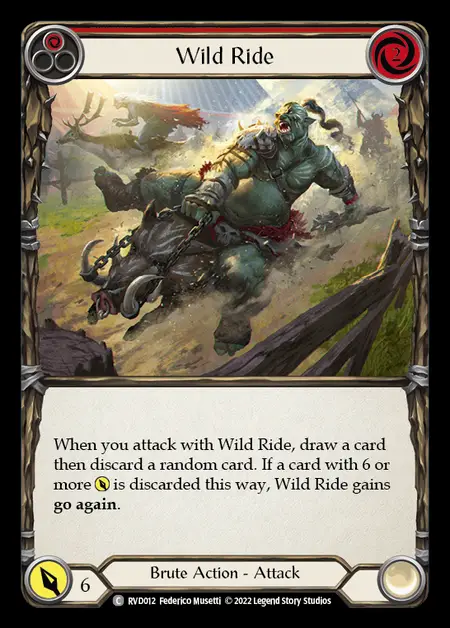 2
Wild Ride
When you attack with Wild Ride, draw a card
then discard a random card. If a card with 6 or
more is discarded this way, Wild Ride gains
go again.
6
Brute Action - Attack
C RVD012 Federico Musetti © 2022 Legend Story Studios